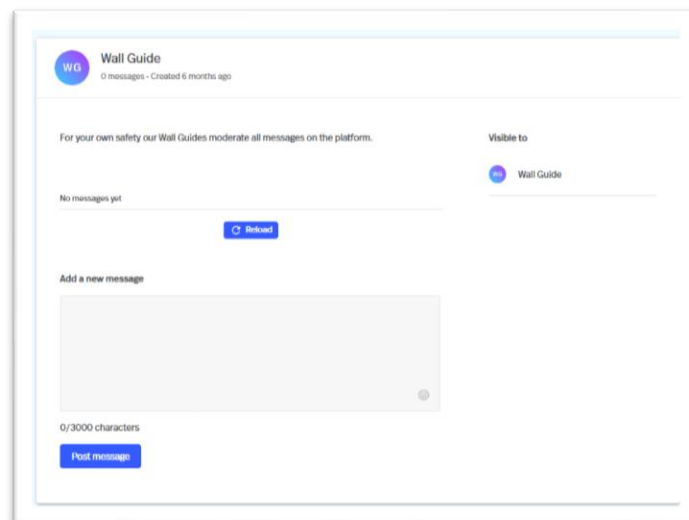 WG
Wall Guide
0 messages - Created 6 months ago
For your own safety our Wall Guides moderate all messages on the platform.
Visible to
WG
Wall Guide
No messages yet
Reload
Add a new message
0/3000 characters
Post message